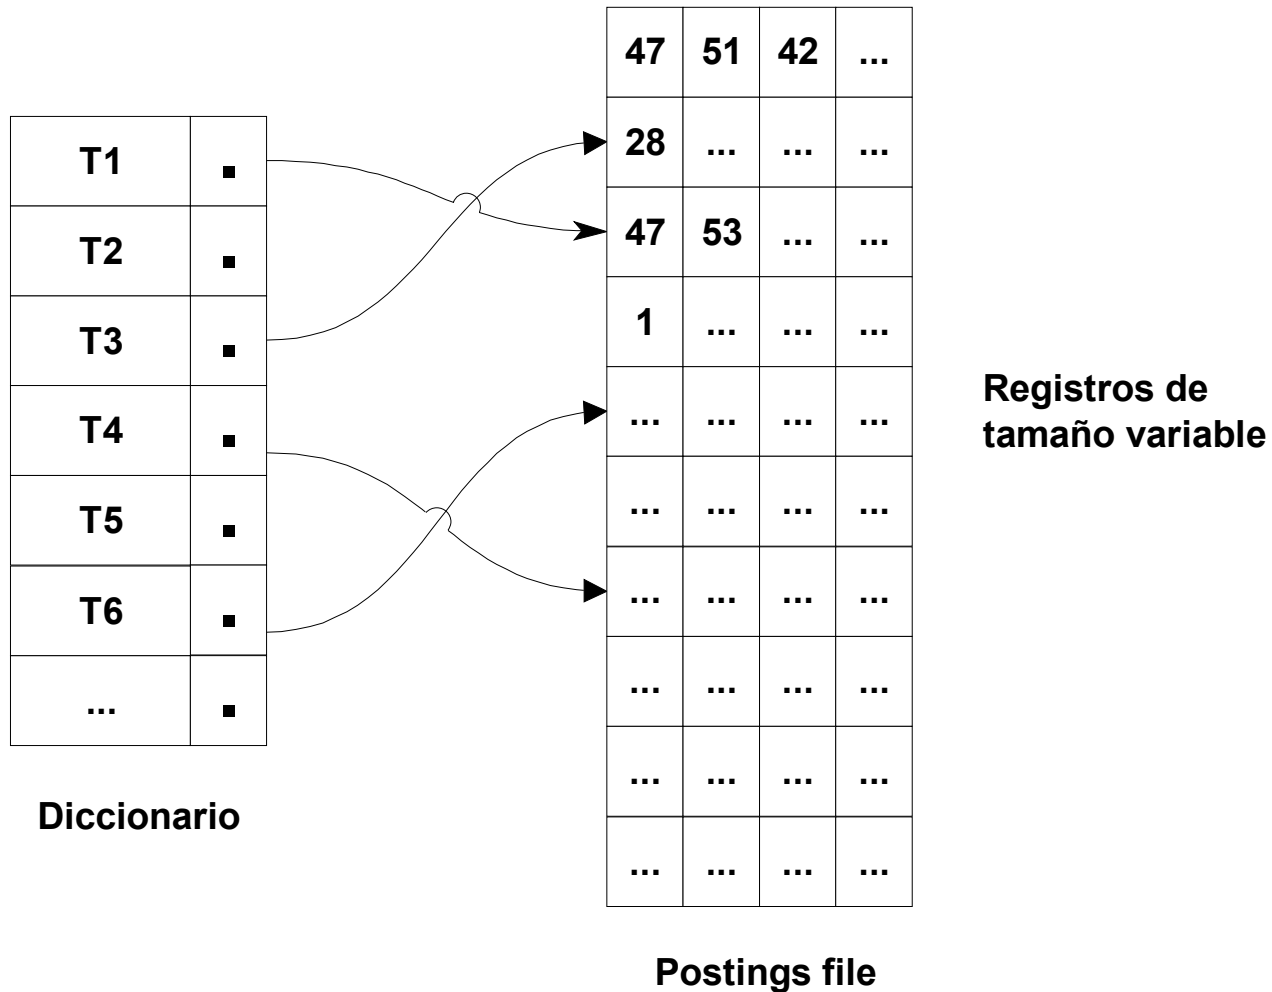 T1 .
T2 .
T3 .
T4 .
T5 .
T6 .
... .
Diccionario
47 51 42 ...
28 ... ... ...
47 53 ... ...
1 ... ... ...
... ... ... ...
... ... ... ...
... ... ... ...
... ... ... ...
... ... ... ...
... ... ... ...
Postings file
Registros de
tamaño variable